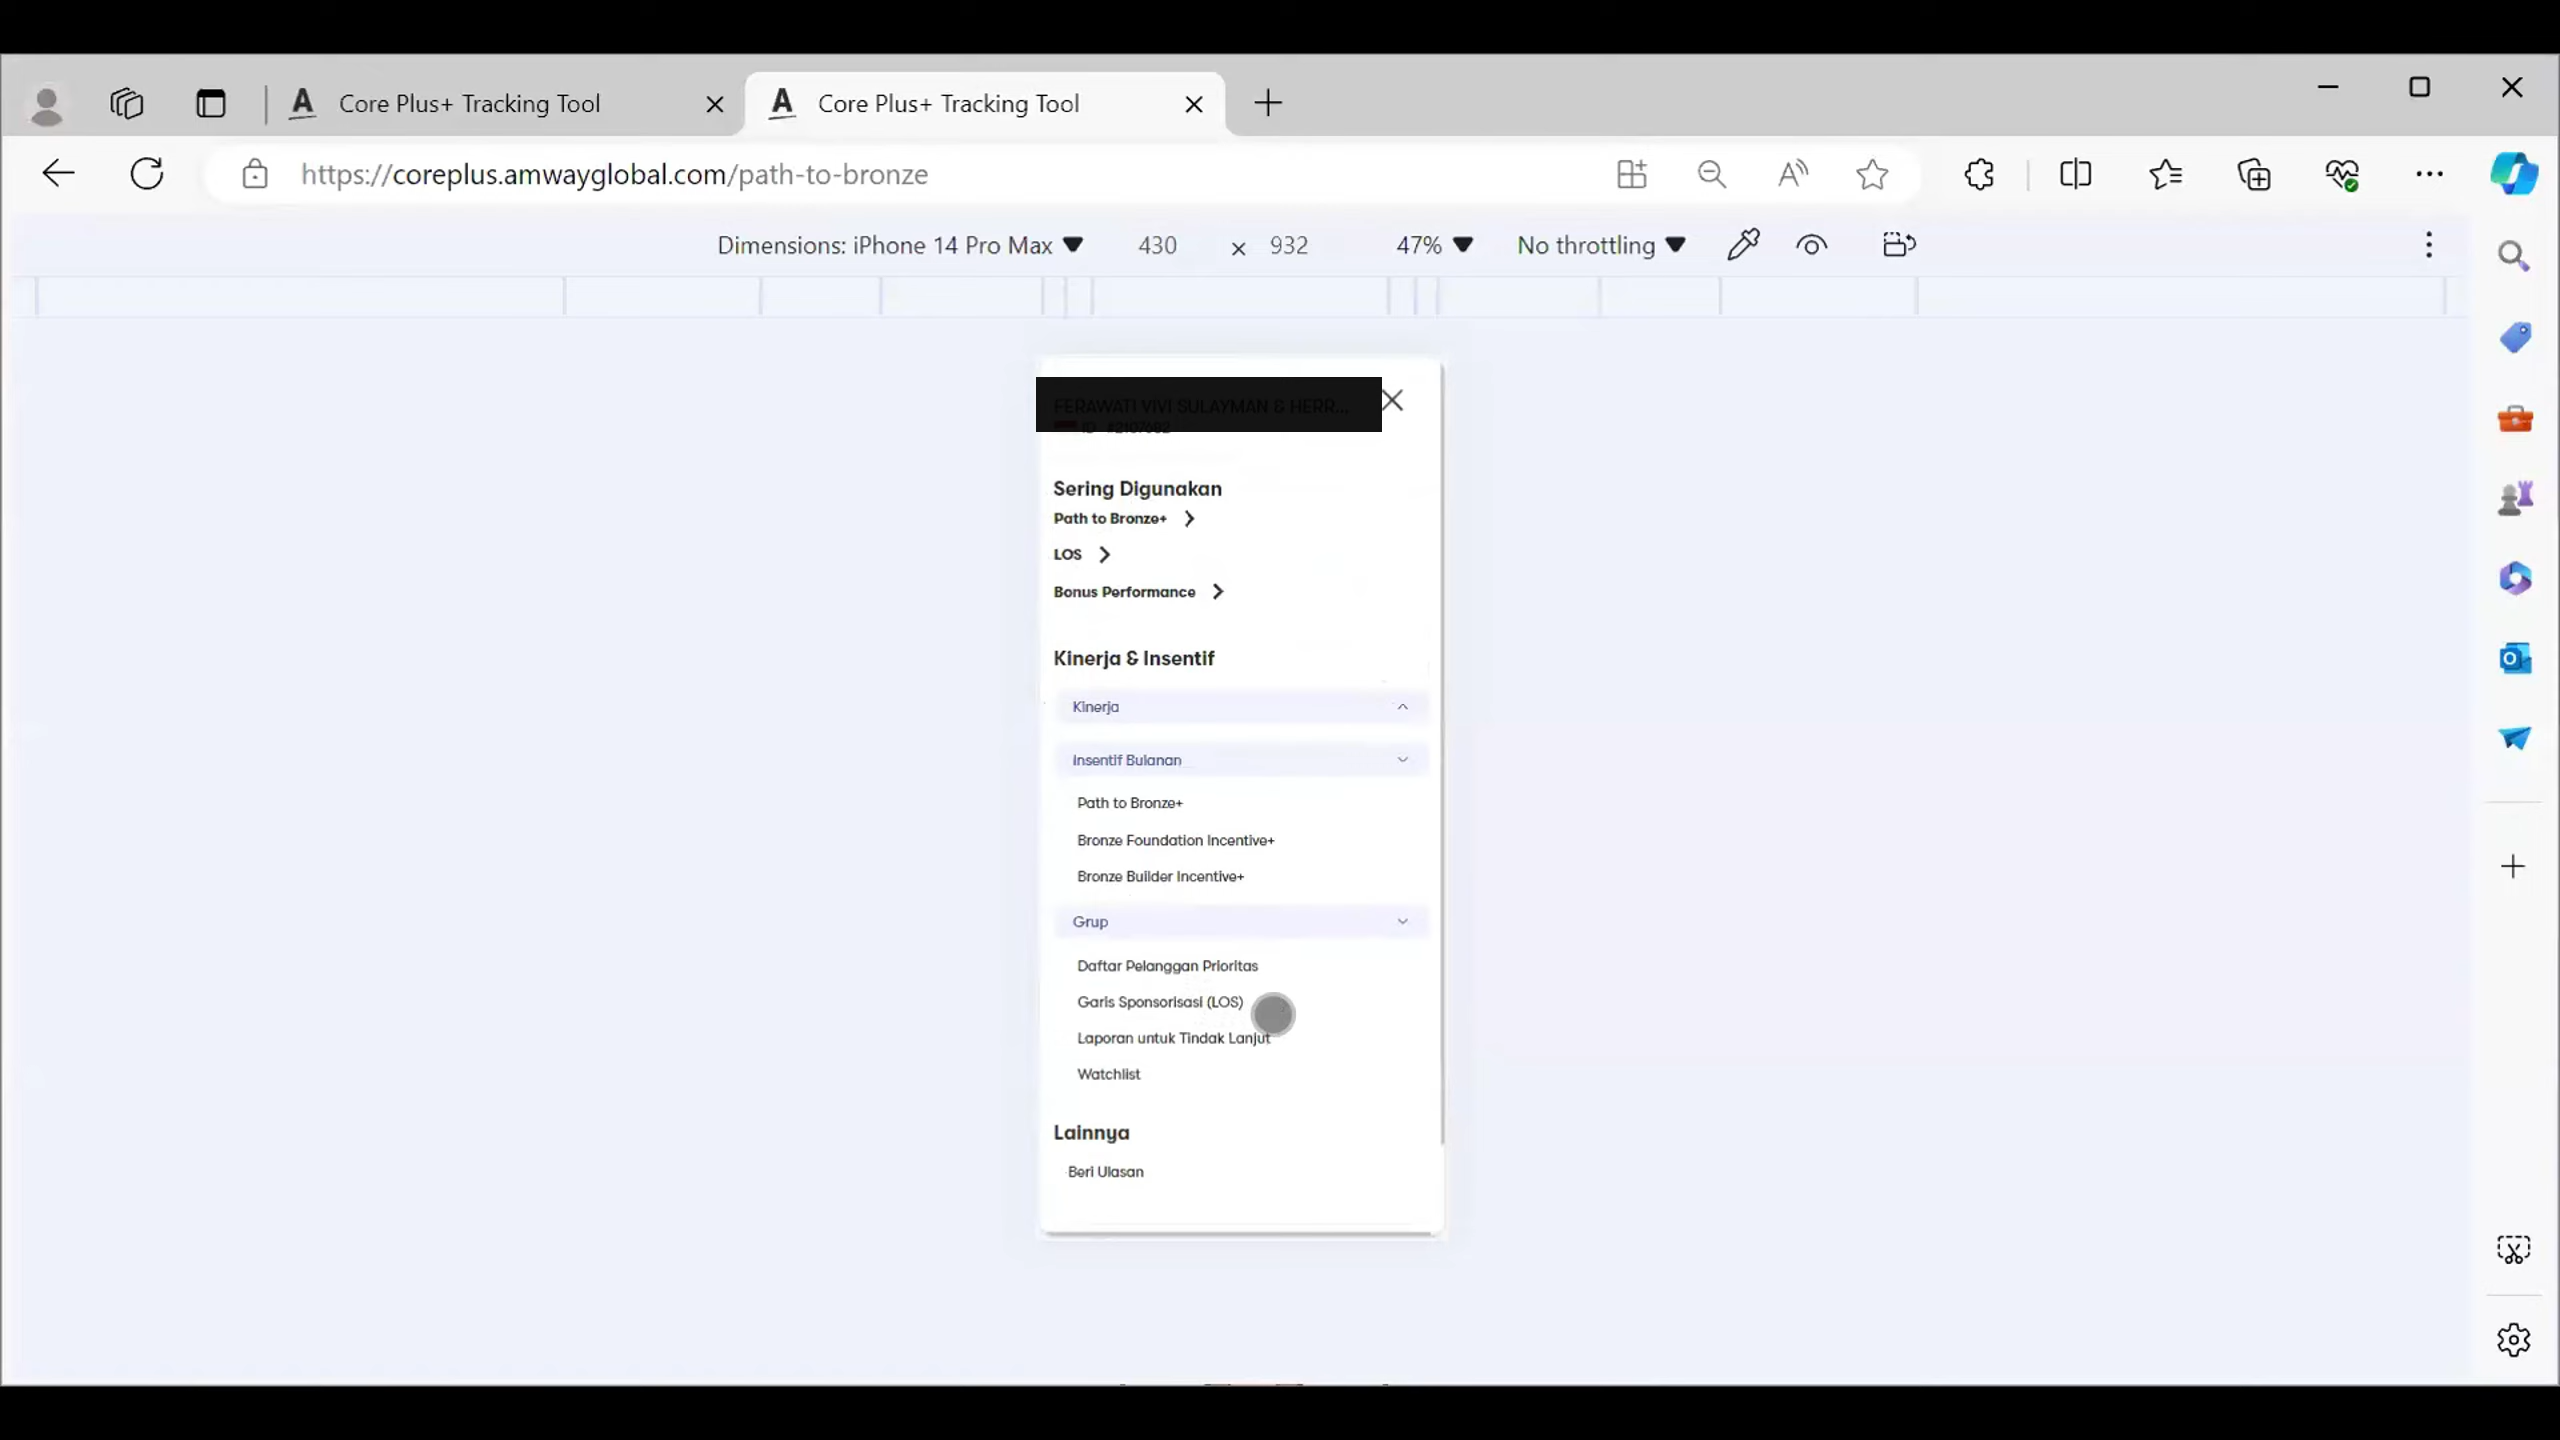 Core Plus+ Tracking Tool
Core Plus+ Tracking Tool
https://coreplus.amwayglobal.com/path-to-bronze
Dimensions: iPhone 14 Pro Max 430 × 932 47% No throttling
Sering Digunakan
Path to Bronze+
LOS
Bonus Performance
Kinerja & Insentif
Kinerja
Insentif Bulanan
Path to Bronze+
Bronze Foundation Incentive+
Bronze Builder Incentive+
Grup
Daftar Pelanggan Prioritas
Garis Sponsorisasi (LOS)
Laporan untuk Tindak Lanjut
Watchlist
Lainnya
Beri Ulasan